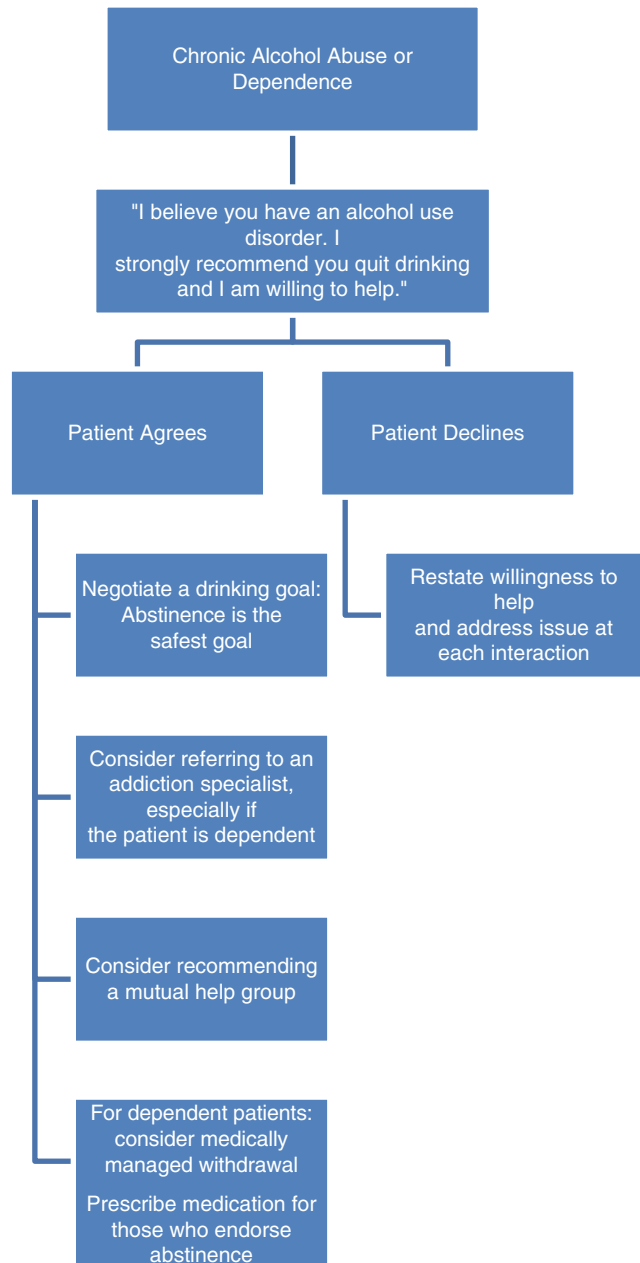 Chronic Alcohol Abuse or
Dependence
"I believe you have an alcohol use
disorder. I
strongly recommend you quit drinking
and I am willing to help."
Patient Agrees
Patient Declines
Negotiate a drinking goal:
Abstinence is the
safest goal
Restate willingness to
help
and address issue at
each interaction
Consider referring to an
addiction specialist,
especially if
the patient is dependent
Consider recommending
a mutual help group
For dependent patients:
consider medically
managed withdrawal
Prescribe medication for
those who endorse
abstinence